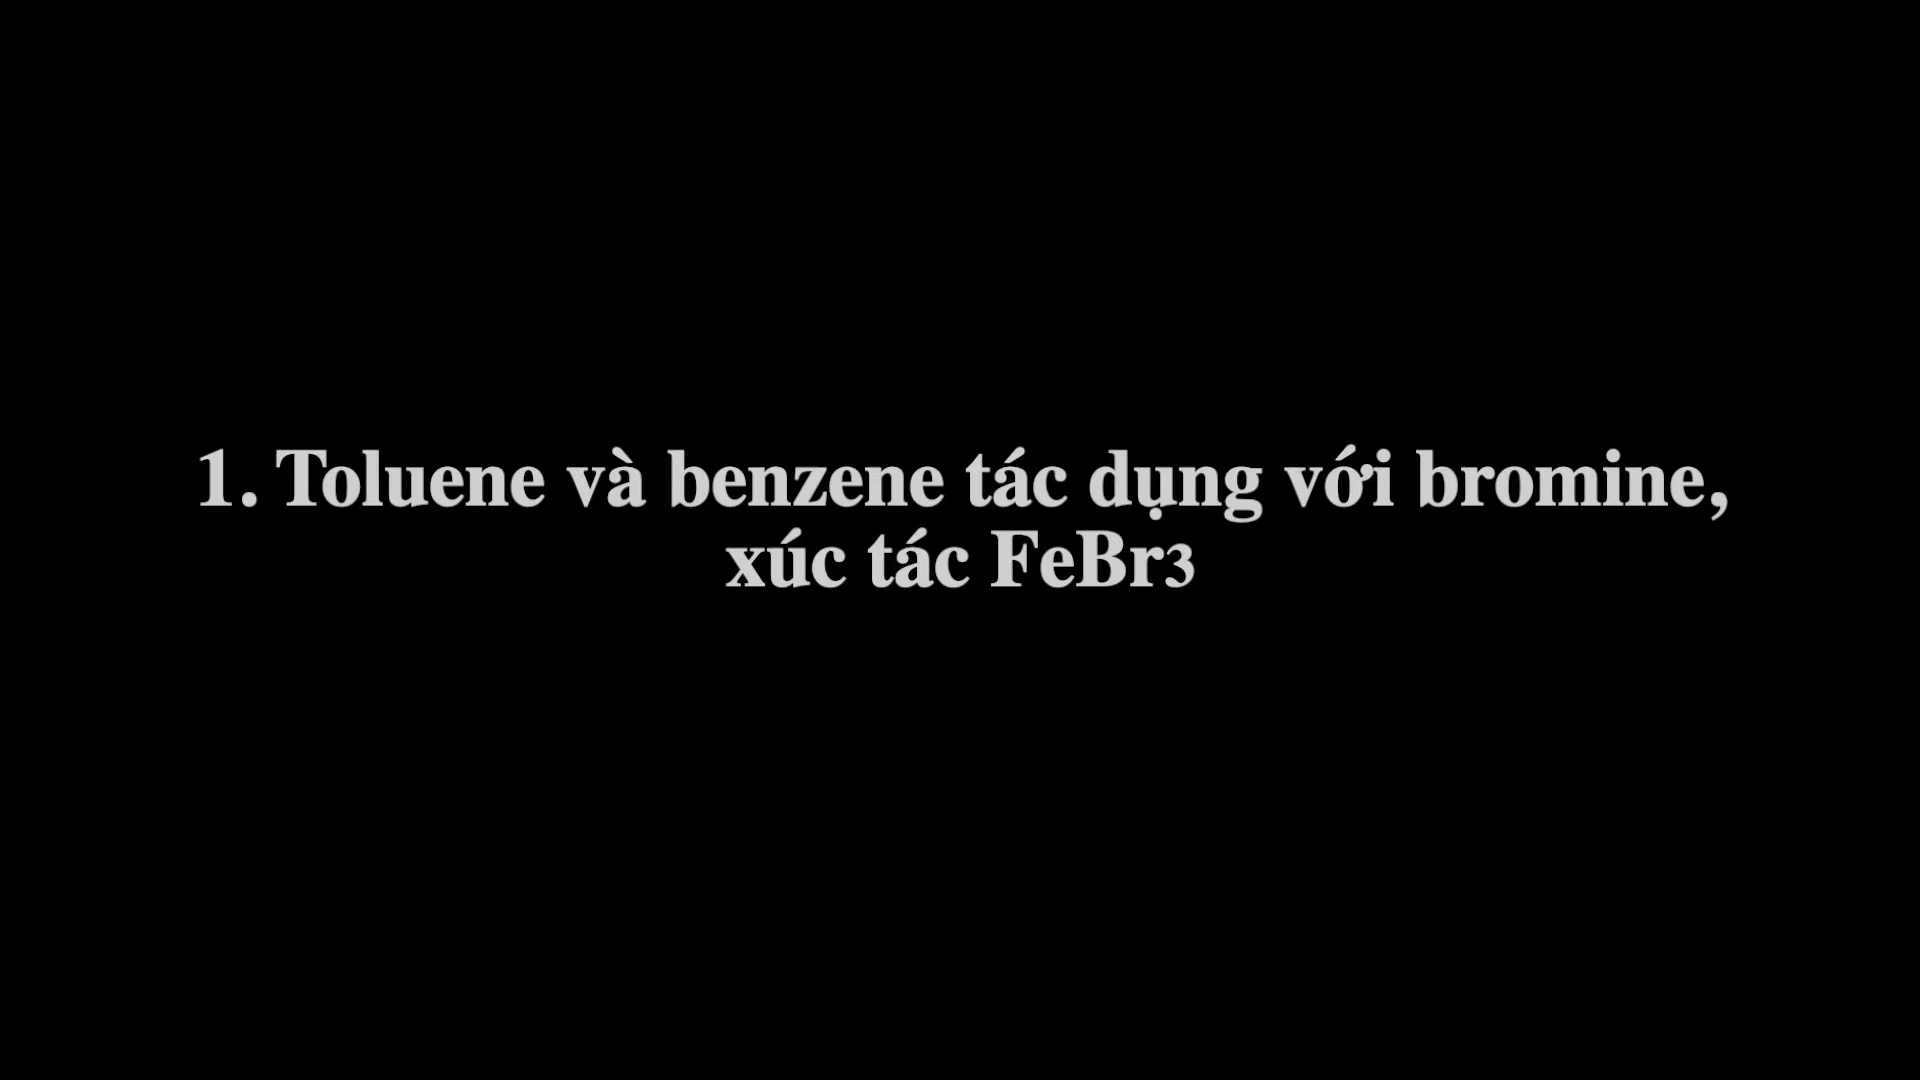 1. Toluene và benzene tác dụng với bromine,
xúc tác FeBr3